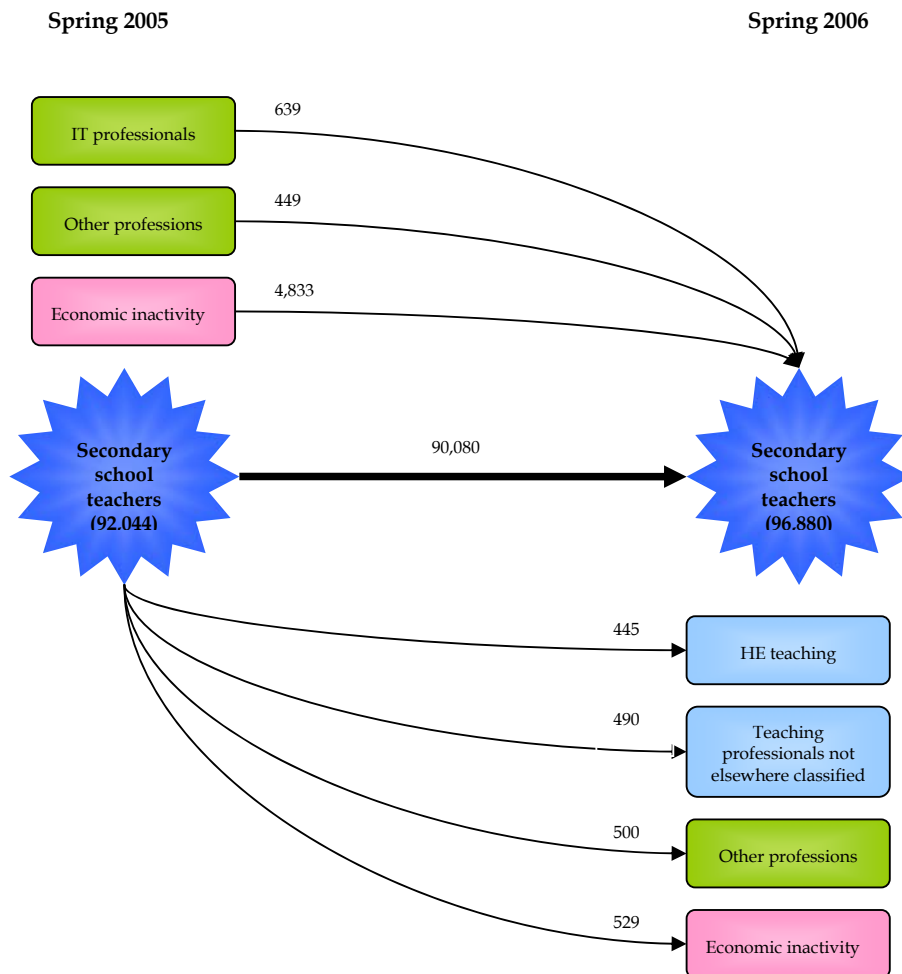 Spring 2005
Spring 2006
639
IT professionals
449
Other professions
4,833
Economic inactivity
Secondary
school
teachers
(92,044)
90,080
Secondary
school
teachers
(96,880)
445
HE teaching
490
Teaching
professionals not
elsewhere classified
500
Other professions
529
Economic inactivity